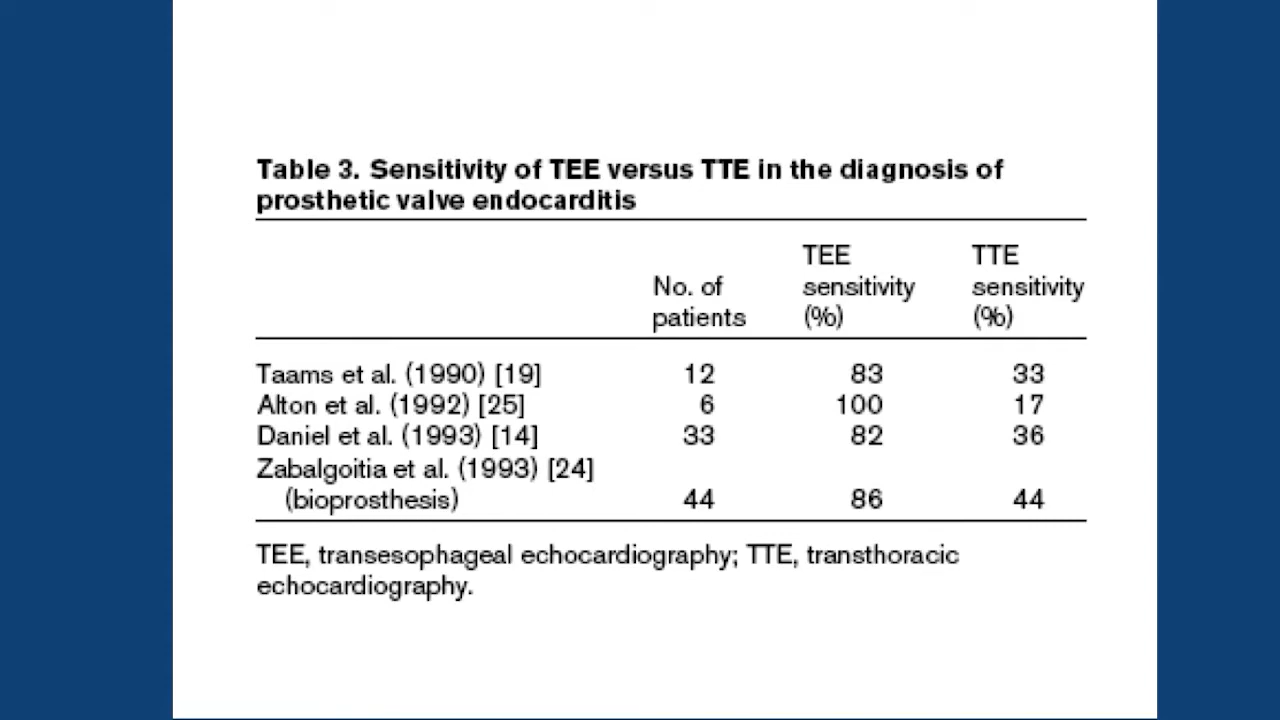 Table 3. Sensitivity of TEE versus TTE in the diagnosis of
prosthetic valve endocarditis
No. of patients TEE sensitivity (%) TTE sensitivity (%)
Taams et al. (1990) [19] 12 83 33
Alton et al. (1992) [25] 6 100 17
Daniel et al. (1993) [14] 33 82 36
Zabalgoitia et al. (1993) [24]
(bioprosthesis) 44 86 44
TEE, transesophageal echocardiography; TTE, transthoracic
echocardiography.